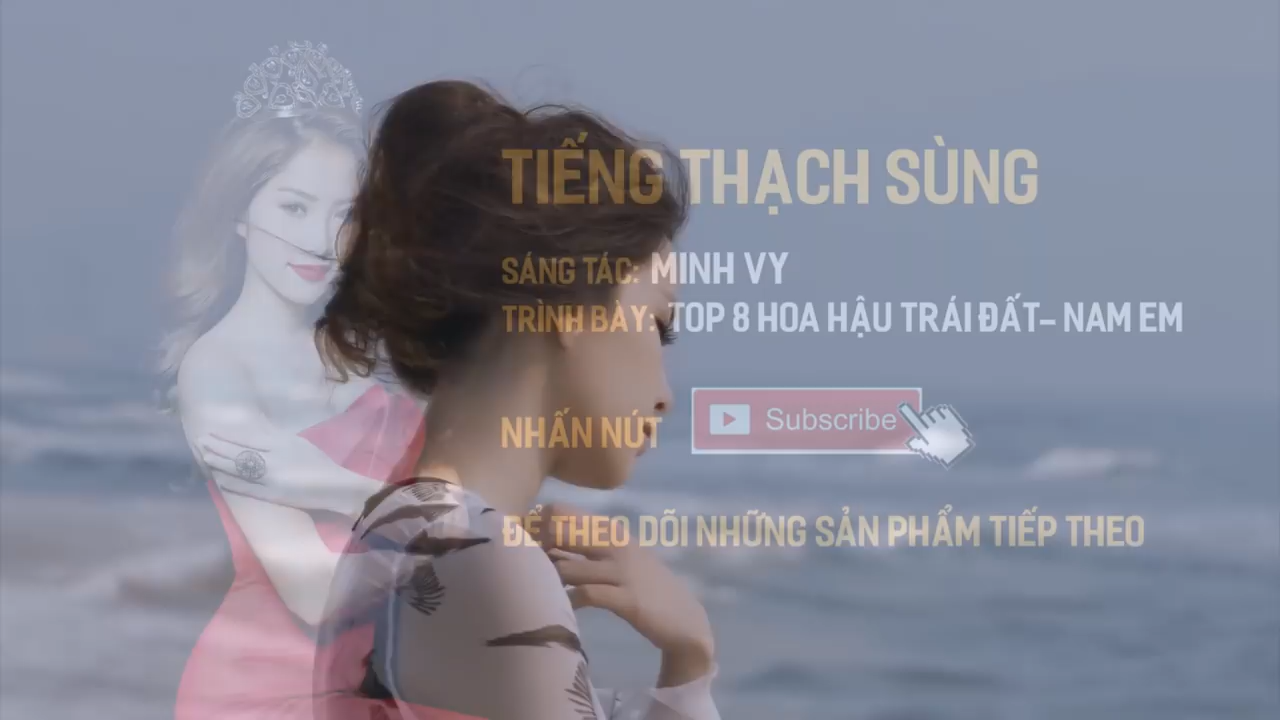 TIẾNG THẠCH SÙNG
SÁNG TÁC: MINH VY
TRÌNH BÀY: TOP 8 HOA HẬU TRÁI ĐẤT- NAM EM
NHẤN NÚT Subscribe
ĐỂ THEO DÕI NHỮNG SẢN PHẨM TIẾP THEO